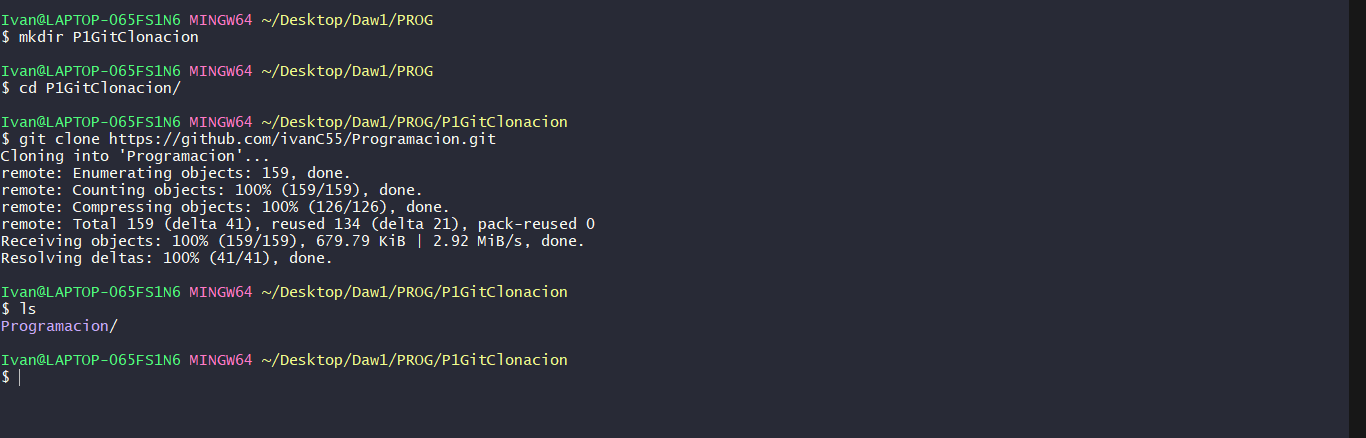 Ivan@LAPTOP-O65FS1N6 MINGW64 ~/Desktop/Daw1/PROG
$ mkdir P1GitClonacion
Ivan@LAPTOP-O65FS1N6 MINGW64 ~/Desktop/Daw1/PROG
$ cd P1GitClonacion/
Ivan@LAPTOP-O65FS1N6 MINGW64 ~/Desktop/Daw1/PROG/P1GitClonacion
$ git clone https://github.com/ivanC55/Programacion.git
Cloning into 'Programacion'...
remote: Enumerating objects: 159, done.
remote: Counting objects: 100% (159/159), done.
remote: Compressing objects: 100% (126/126), done.
remote: Total 159 (delta 41), reused 134 (delta 21), pack-reused 0
Receiving objects: 100% (159/159), 679.79 KiB | 2.92 MiB/s, done.
Resolving deltas: 100% (41/41), done.
Ivan@LAPTOP-O65FS1N6 MINGW64 ~/Desktop/Daw1/PROG/P1GitClonacion
$ ls
Programacion/
Ivan@LAPTOP-O65FS1N6 MINGW64 ~/Desktop/Daw1/PROG/P1GitClonacion
$